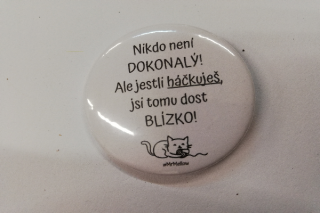 Nikdo není
DOKONALÝ!
Ale jestli háčkuješ,
jsi tomu dost
BLÍZKO!